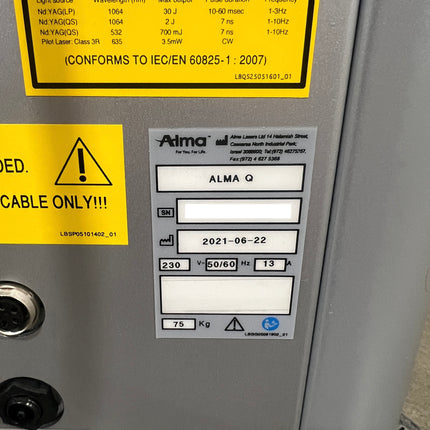 Light source Wavelength (nm) Max output Pulse duration Frequency
Nd:YAG(LP) 1064 30 J 10-60 msec 1-3Hz
Nd:YAG(QS) 1064 2 J 7 ns 1-10Hz
Nd:YAG(QS) 532 700 mJ 7 ns 1-10Hz
Pilot Laser: Class 3R 635 3.5mW CW
(CONFORMS TO IEC/EN 60825-1 : 2007)
LBQS25051601_01
DED.
CABLE ONLY!!!
LBSP05101402_01
Alma
For You. For Life.
Alma Lasers Ltd 14 Halamish Street,
Caesarea North Industrial Park,
Israel 3088900; Tel:(972) 46275757,
Fax:(972) 4 627 5368
ALMA Q
SN
2021-06-22
230 V~ 50/60 Hz 13 A
75 Kg